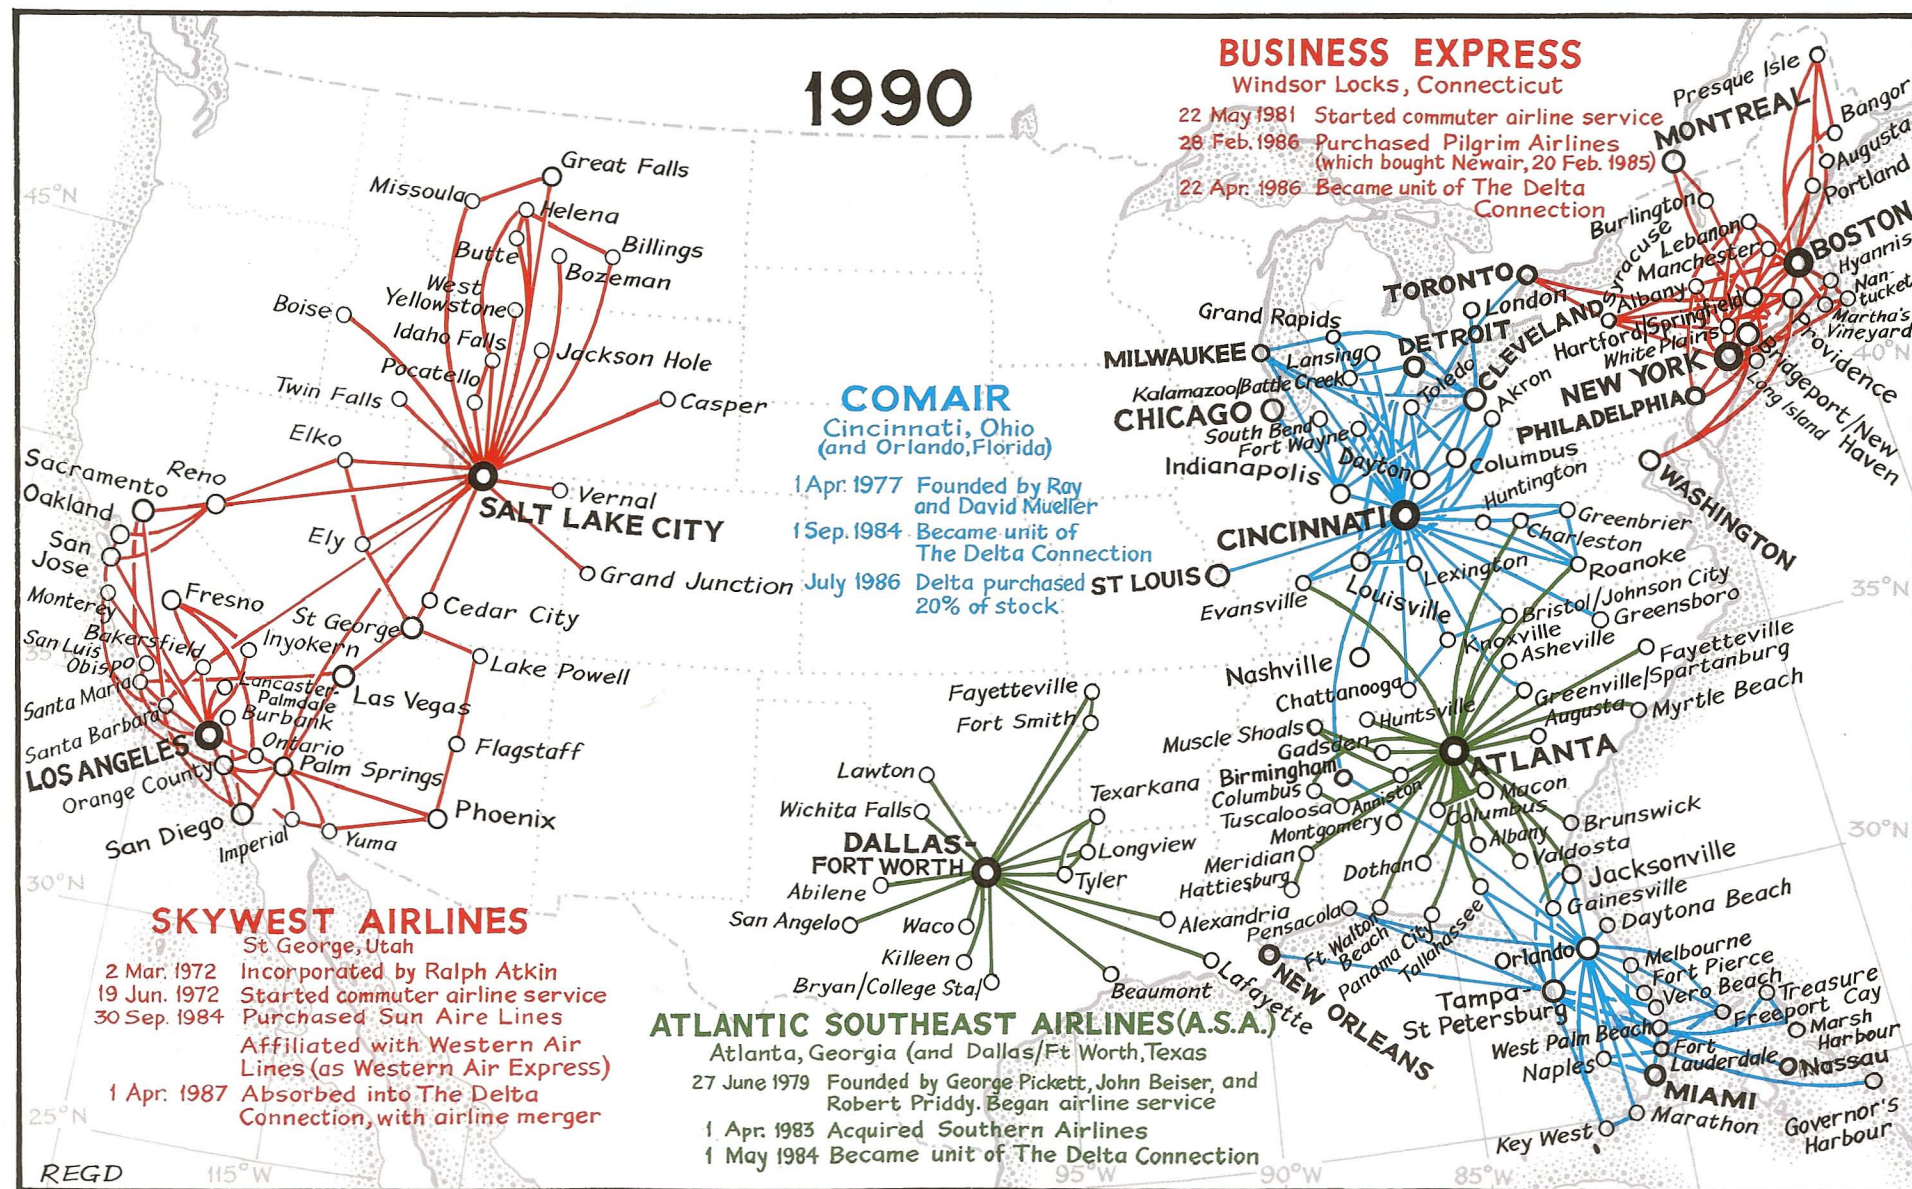 1990
BUSINESS EXPRESS
Windsor Locks, Connecticut
22 May 1981 Started commuter airline service
28 Feb. 1986 Purchased Pilgrim Airlines
(which bought Newair, 20 Feb. 1985)
22 Apr. 1986 Became unit of The Delta
Connection
Presque Isle
MONTREAL
Bangor
Augusta
Portland
Burlington
BOSTON
Syracuse
Lebanon
Manchester
Hyannis
Nan-
tucket
Martha's
Vineyard
TORONTO
Albany
Springfield
Hartford
White Plains
Providence
NEW YORK
Bridgeport/New
Haven
Long Island
PHILADELPHIA
WASHINGTON
45°N
40°N
35°N
35
30°N
30°N
25°N
115°W
95°W
90°W
85°W
Great Falls
Missoula
Helena
Butte
Billings
Bozeman
West
Yellowstone
Boise
Idaho Falls
Jackson Hole
Pocatello
Twin Falls
Casper
Elko
Sacramento
Reno
Oakland
Vernal
SALT LAKE CITY
San
Jose
Ely
Grand Junction
Monterey
Fresno
St George
Cedar City
San Luis
Obispo
Bakersfield
Inyokern
Lake Powell
Santa Maria
Lancaster-
Palmdale
Las Vegas
Santa Barbara
Burbank
LOS ANGELES
Ontario
Flagstaff
Orange County
Palm Springs
San Diego
Imperial
Yuma
Phoenix
COMAIR
Cincinnati, Ohio
(and Orlando, Florida)
1 Apr. 1977 Founded by Ray
and David Mueller
1 Sep. 1984 Became unit of
The Delta Connection
July 1986 Delta purchased
20% of stock
Grand Rapids
London
DETROIT
CLEVELAND
MILWAUKEE
Lansing
Toledo
Kalamazoo/Battle Creek
Akron
CHICAGO
South Bend
Fort Wayne
Columbus
Indianapolis
Dayton
Huntington
CINCINNATI
Greenbrier
Charleston
ST LOUIS
Lexington
Roanoke
Evansville
Louisville
Bristol/Johnson City
Greensboro
Knoxville
Nashville
Asheville
Fayetteville
Chattanooga
Greenville/Spartanburg
Huntsville
Augusta
Myrtle Beach
Muscle Shoals
Gadsden
ATLANTA
Birmingham
Columbus
Anniston
Macon
Tuscaloosa
Columbus
Brunswick
Montgomery
Albany
Meridian
Valdosta
Hattiesburg
Dothan
Jacksonville
Pensacola
Gainesville
Ft Walton
Beach
Panama City
Tallahassee
Daytona Beach
NEW ORLEANS
Orlando
Melbourne
Fort Pierce
Vero Beach
Tampa-
St Petersburg
Treasure
Cay
Freeport
Marsh
Harbour
West Palm Beach
Fort
Lauderdale
Naples
Nassau
MIAMI
Marathon
Governor's
Harbour
Key West
Fayetteville
Fort Smith
Lawton
Texarkana
Wichita Falls
DALLAS-
FORT WORTH
Longview
Abilene
Tyler
San Angelo
Waco
Alexandria
Killeen
Bryan/College Sta/
Beaumont
Lafayette
SKYWEST AIRLINES
St George, Utah
2 Mar. 1972 Incorporated by Ralph Atkin
19 Jun. 1972 Started commuter airline service
30 Sep. 1984 Purchased Sun Aire Lines
Affiliated with Western Air
Lines (as Western Air Express)
1 Apr. 1987 Absorbed into The Delta
Connection, with airline merger
ATLANTIC SOUTHEAST AIRLINES (A.S.A.)
Atlanta, Georgia (and Dallas/Ft Worth, Texas
27 June 1979 Founded by George Pickett, John Beiser, and
Robert Priddy. Began airline service
1 Apr. 1983 Acquired Southern Airlines
1 May 1984 Became unit of The Delta Connection
REGD